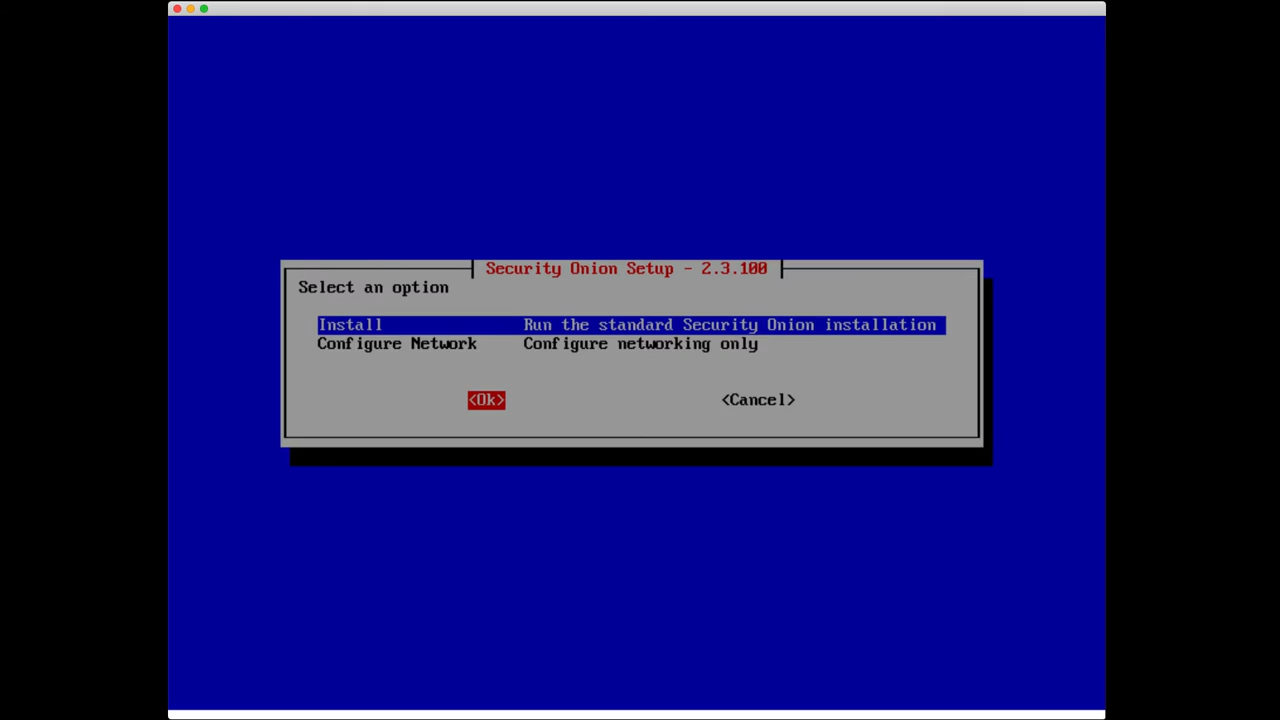 Security Onion Setup - 2.3.100
Select an option
Install Run the standard Security Onion installation
Configure Network Configure networking only
<Ok> <Cancel>